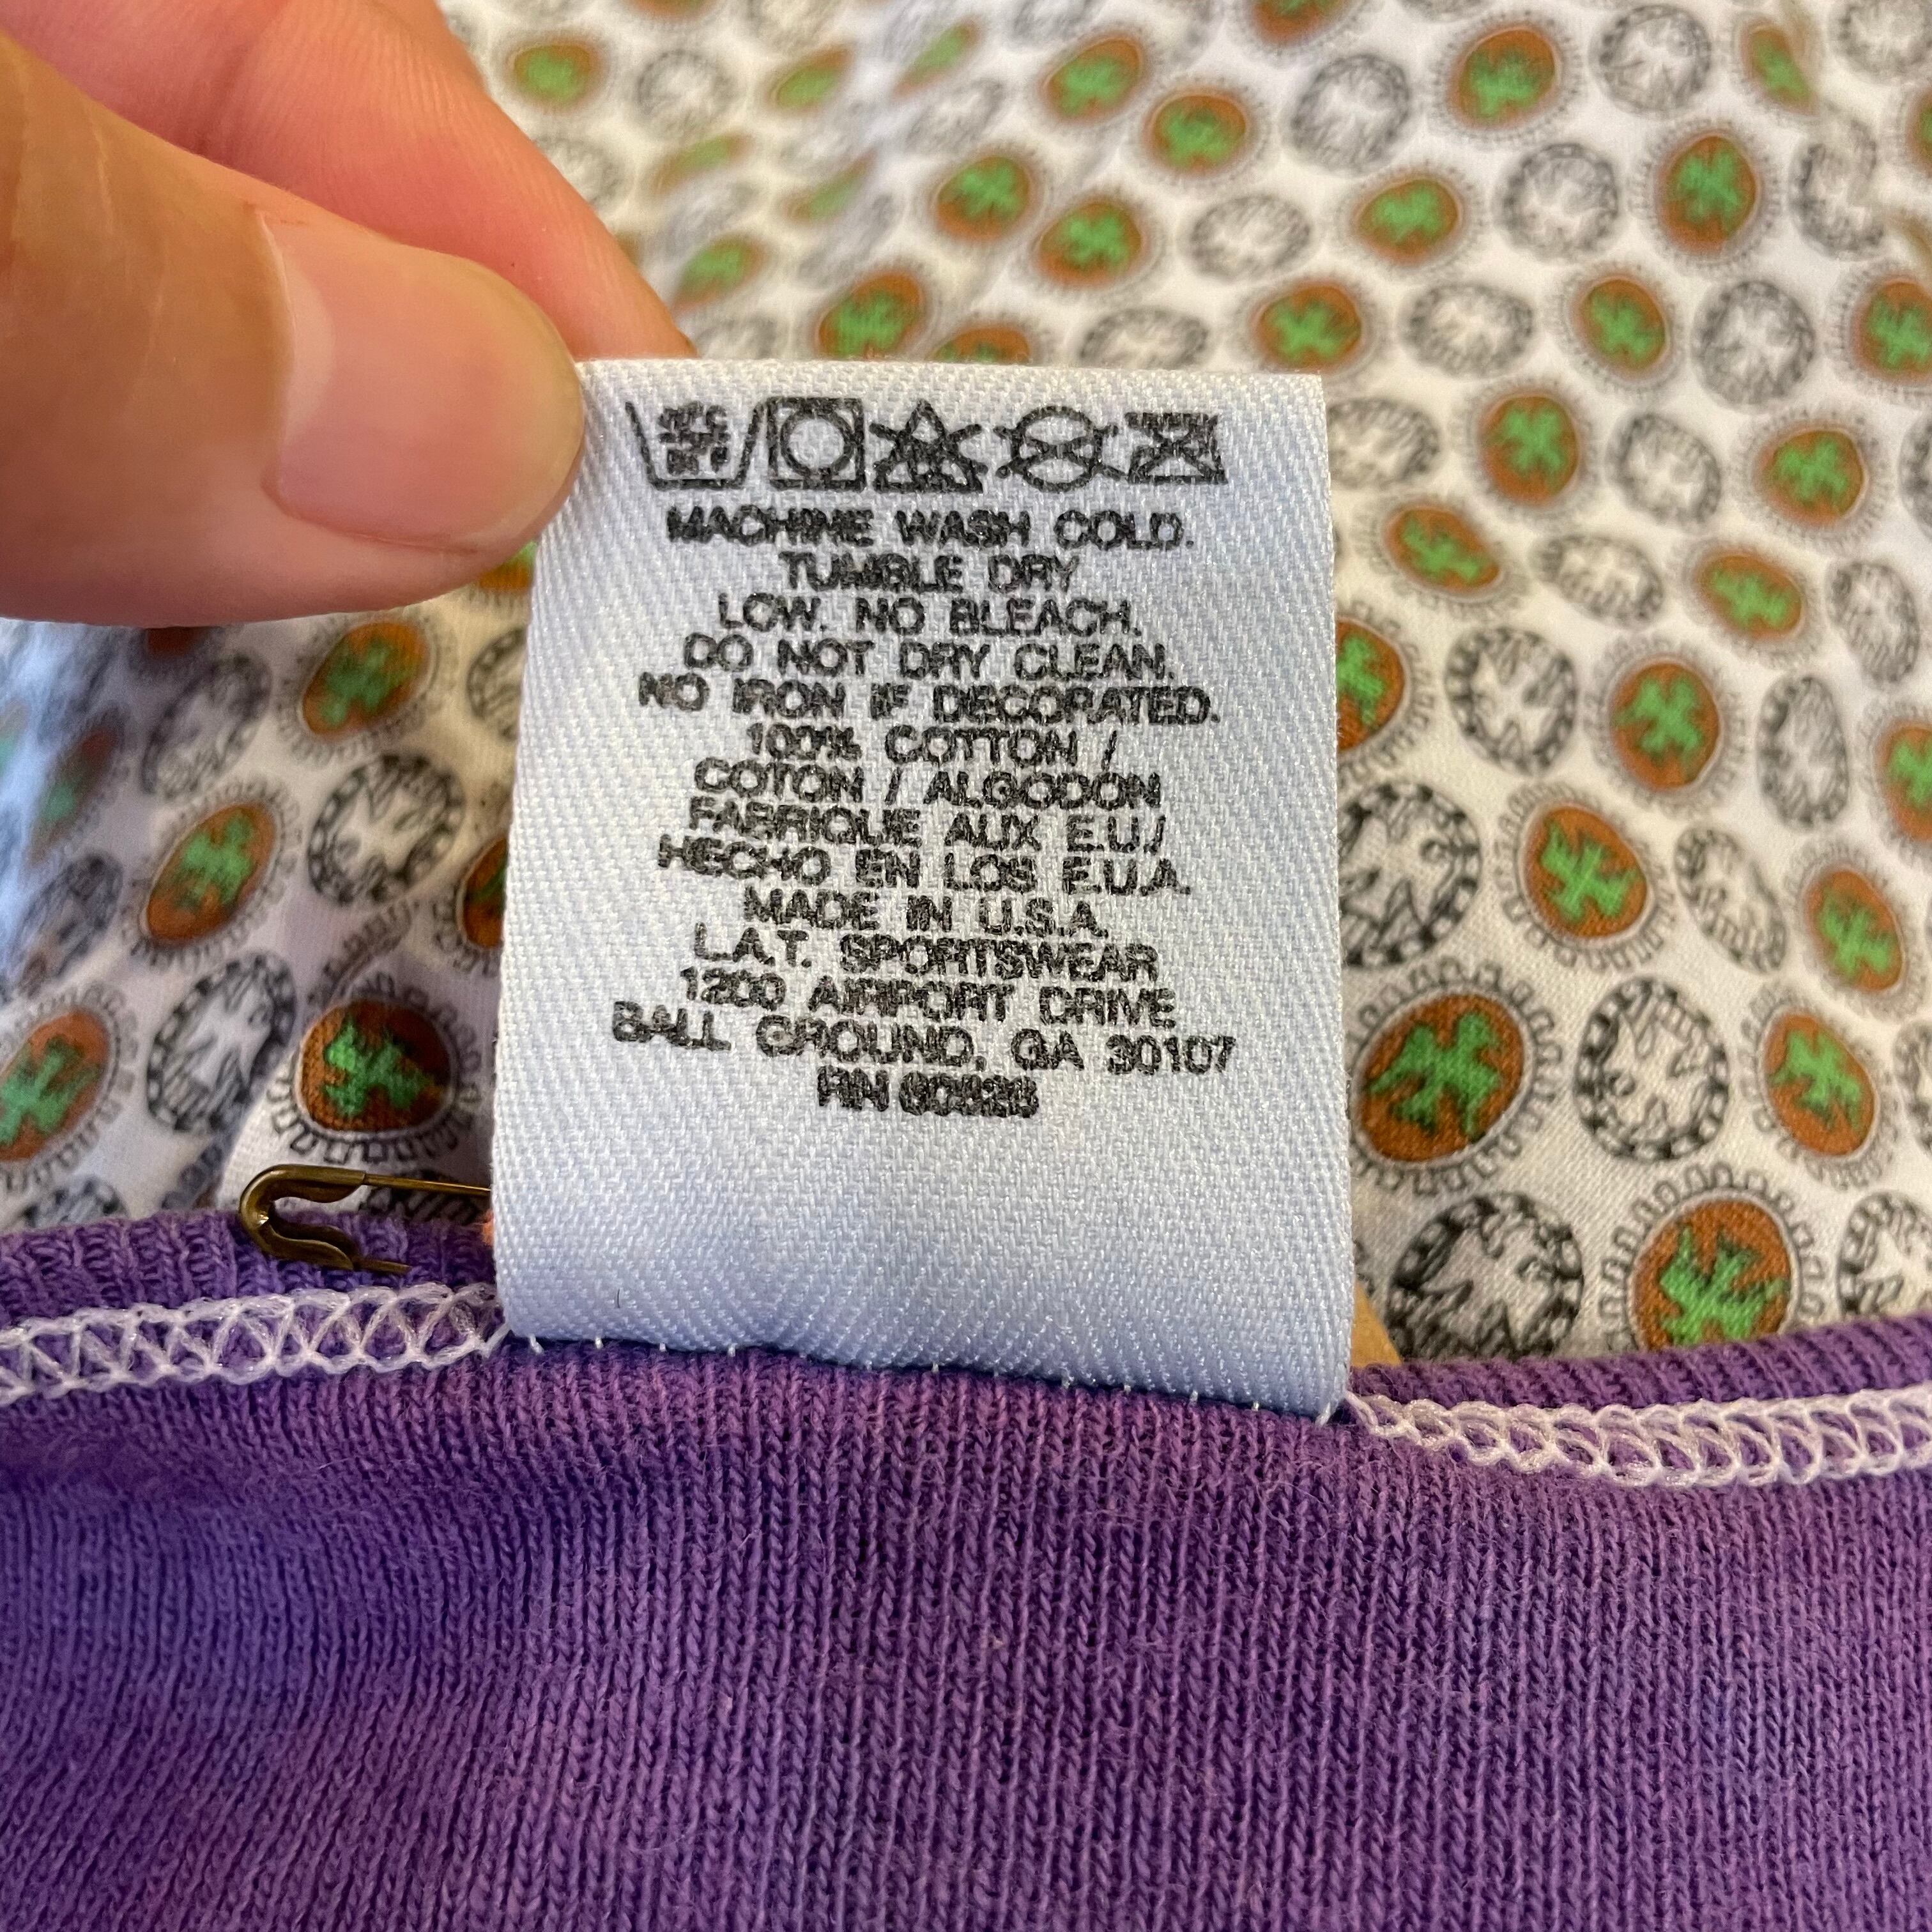 MACHINE WASH COLD.
TUMBLE DRY
LOW. NO BLEACH.
DO NOT DRY CLEAN.
NO IRON IF DECORATED.
100% COTTON /
COTON / ALGODON
FABRIQUE AUX E.U./
HECHO EN LOS E.U.A.
MADE IN U.S.A.
L.A.T. SPORTSWEAR
1200 AIRPORT DRIVE
BALL GROUND, GA 30107
RN